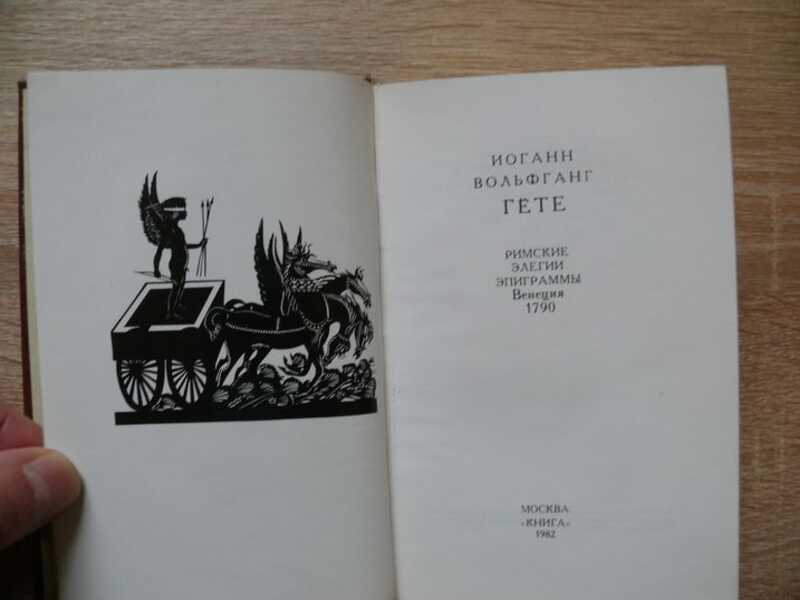 ИОГАНН
ВОЛЬФГАНГ
ГЕТЕ
РИМСКИЕ
ЭЛЕГИИ
ЭПИГРАММЫ
Венеция
1790
МОСКВА
«КНИГА»
1982